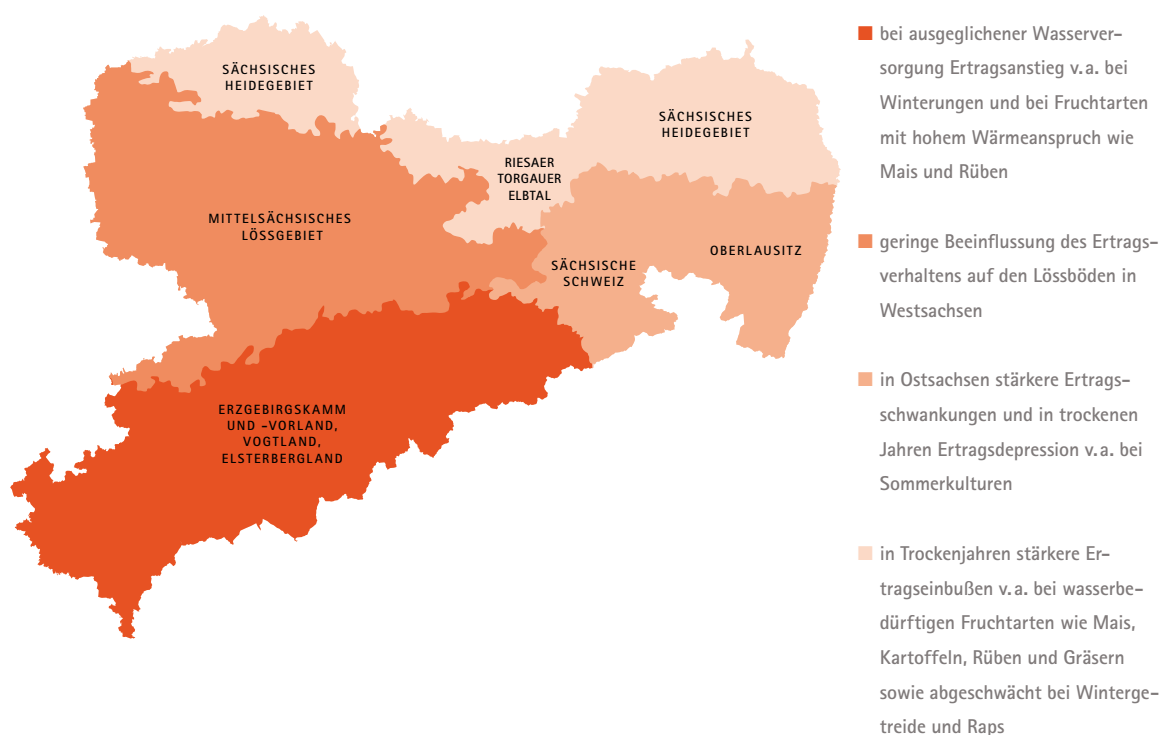 SÄCHSISCHES
HEIDEGEBIET
SÄCHSISCHES
HEIDEGEBIET
RIESAER
TORGAUER
ELBTAL
MITTELSÄCHSISCHES
LÖSSGEBIET
SÄCHSISCHE
SCHWEIZ
OBERLAUSITZ
ERZGEBIRGSKAMM
UND -VORLAND,
VOGTLAND,
ELSTERBERGLAND
bei ausgeglichener Wasserver-
sorgung Ertragsanstieg v.a. bei
Winterungen und bei Fruchtarten
mit hohem Wärmeanspruch wie
Mais und Rüben
geringe Beeinflussung des Ertrags-
verhaltens auf den Lössböden in
Westsachsen
in Ostsachsen stärkere Ertrags-
schwankungen und in trockenen
Jahren Ertragsdepression v.a. bei
Sommerkulturen
in Trockenjahren stärkere Er-
tragseinbußen v.a. bei wasserbe-
dürftigen Fruchtarten wie Mais,
Kartoffeln, Rüben und Gräsern
sowie abgeschwächt bei Winterge-
treide und Raps